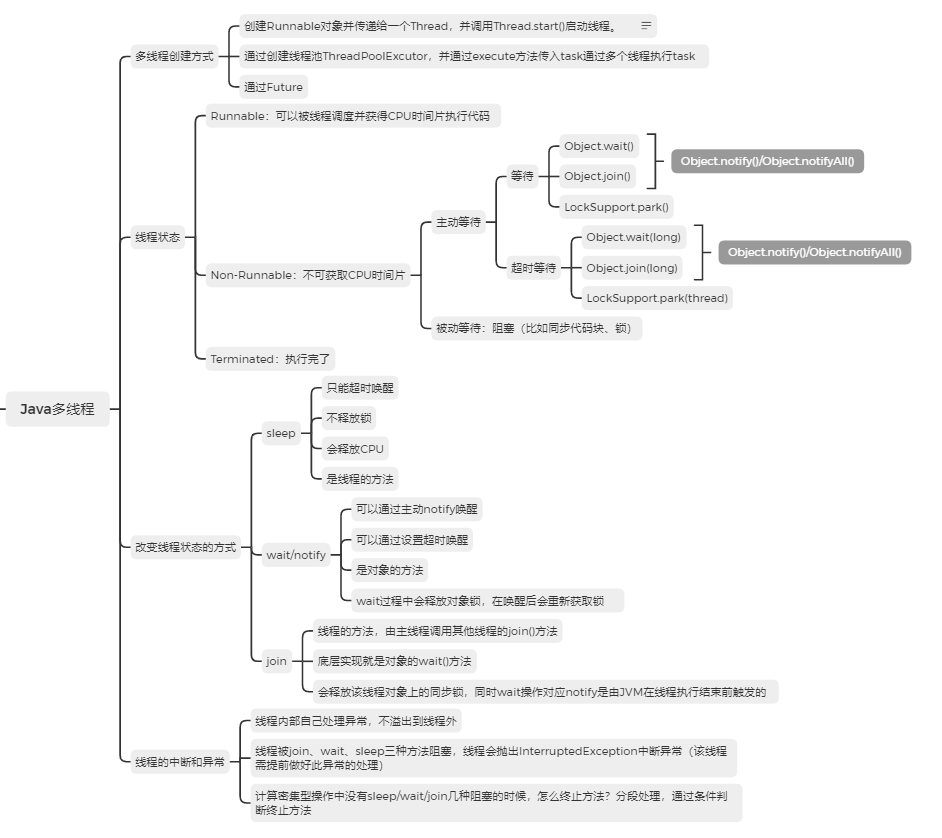 Java多线程
多线程创建方式
创建Runnable对象并传递给一个Thread，并调用Thread.start()启动线程。
通过创建线程池ThreadPoolExcutor，并通过execute方法传入task通过多个线程执行task
通过Future
线程状态
Runnable：可以被线程调度并获得CPU时间片执行代码
Non-Runnable：不可获取CPU时间片
主动等待
等待
Object.wait()
Object.join()
Object.notify()/Object.notifyAll()
LockSupport.park()
超时等待
Object.wait(long)
Object.join(long)
Object.notify()/Object.notifyAll()
LockSupport.park(thread)
被动等待：阻塞（比如同步代码块、锁）
Terminated：执行完了
改变线程状态的方式
sleep
只能超时唤醒
不释放锁
会释放CPU
是线程的方法
wait/notify
可以通过主动notify唤醒
可以通过设置超时唤醒
是对象的方法
wait过程中会释放对象锁，在唤醒后会重新获取锁
join
线程的方法，由主线程调用其他线程的join()方法
底层实现就是对象的wait()方法
会释放该线程对象上的同步锁，同时wait操作对应notify是由JVM在线程执行结束前触发的
线程的中断和异常
线程内部自己处理异常，不溢出到线程外
线程被join、wait、sleep三种方法阻塞，线程会抛出InterruptedException中断异常（该线程
需提前做好此异常的处理）
计算密集型操作中没有sleep/wait/join几种阻塞的时候，怎么终止方法？分段处理，通过条件判
断终止方法